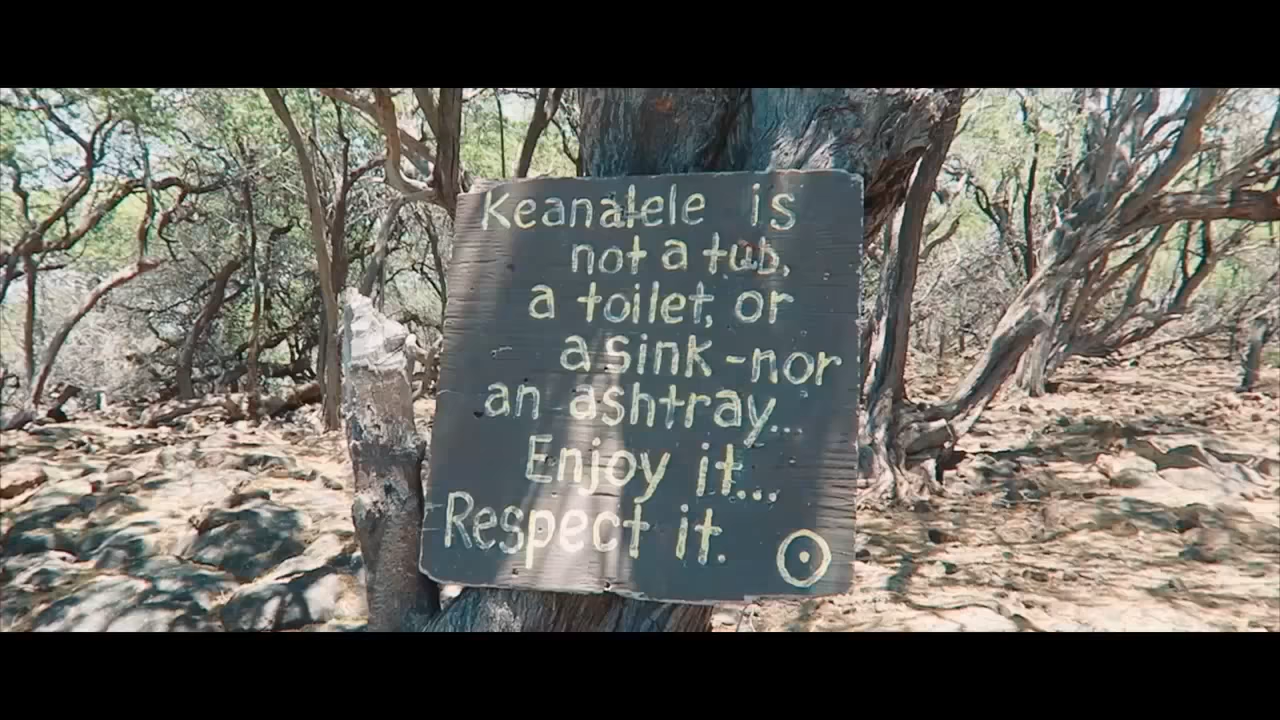 Keanalele is
not a tub,
a toilet, or
a sink - nor
an ashtray...
Enjoy it...
Respect it.